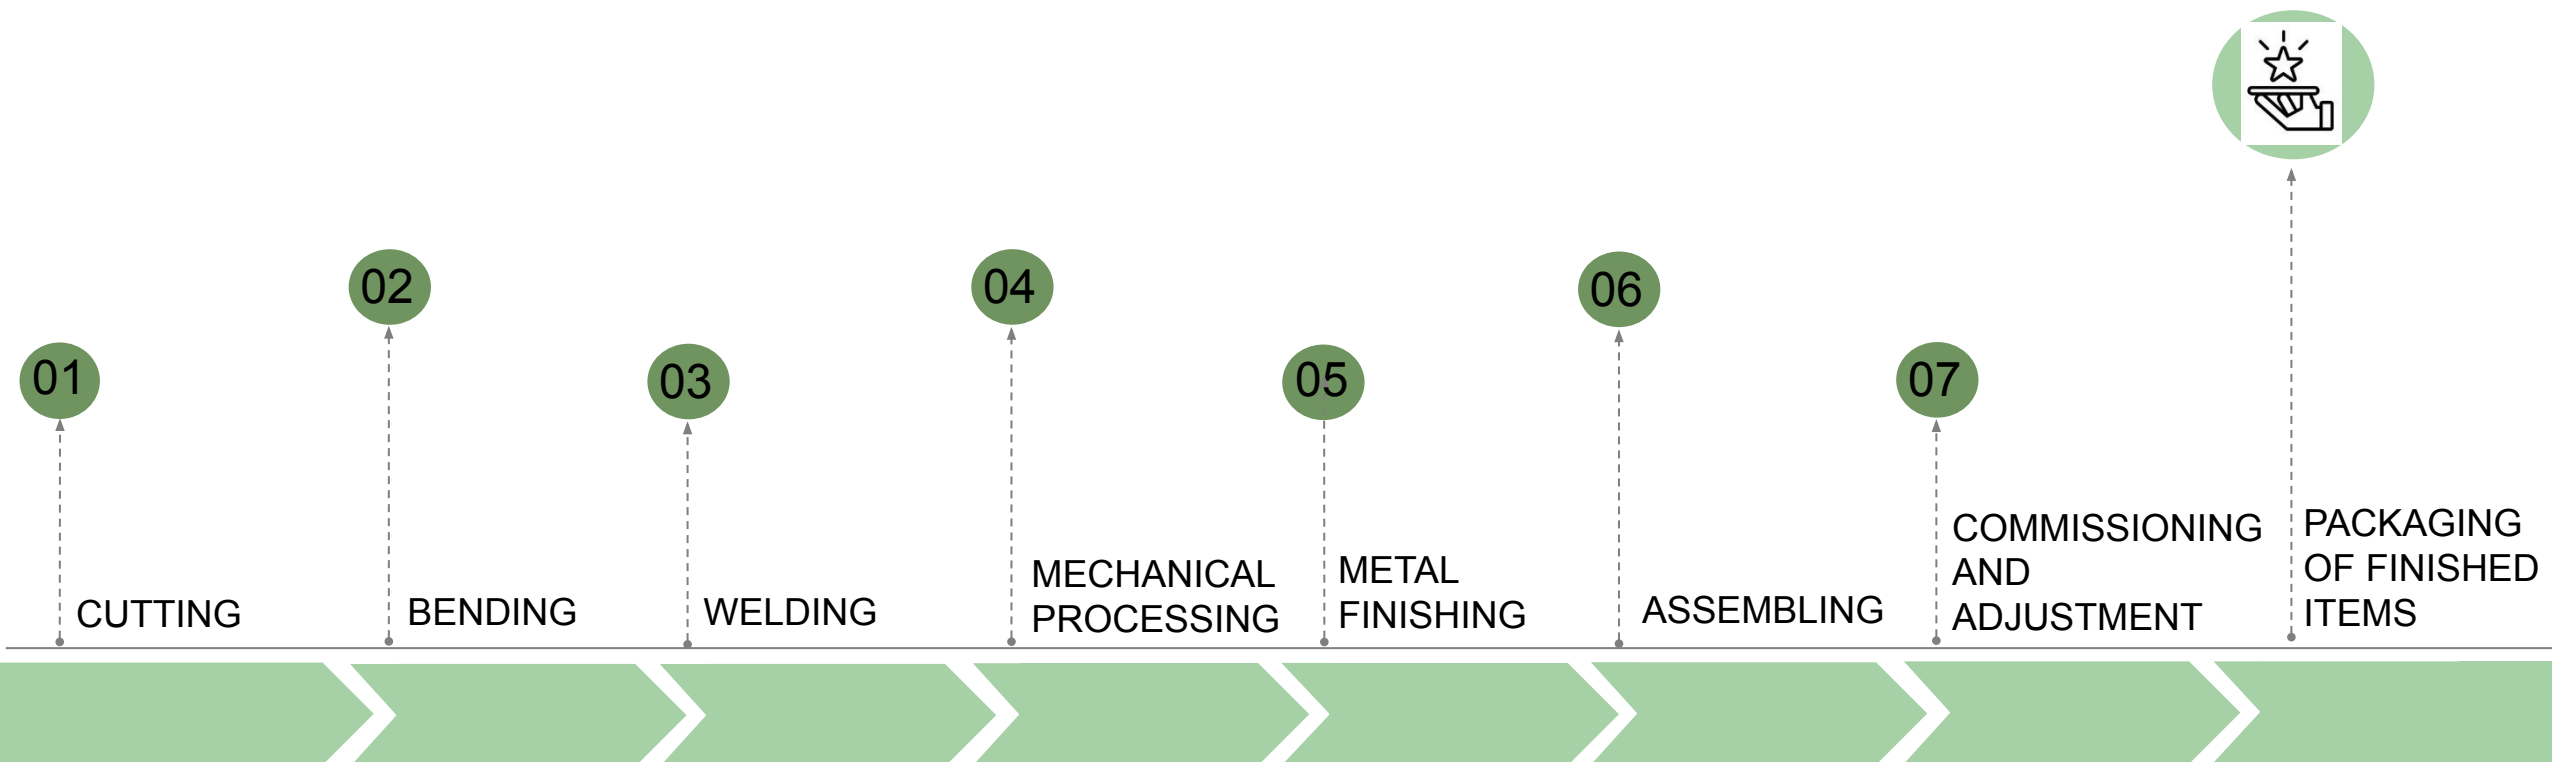 01
CUTTING
02
BENDING
03
WELDING
04
MECHANICAL
PROCESSING
05
METAL
FINISHING
06
ASSEMBLING
07
COMMISSIONING
AND
ADJUSTMENT
PACKAGING
OF FINISHED
ITEMS